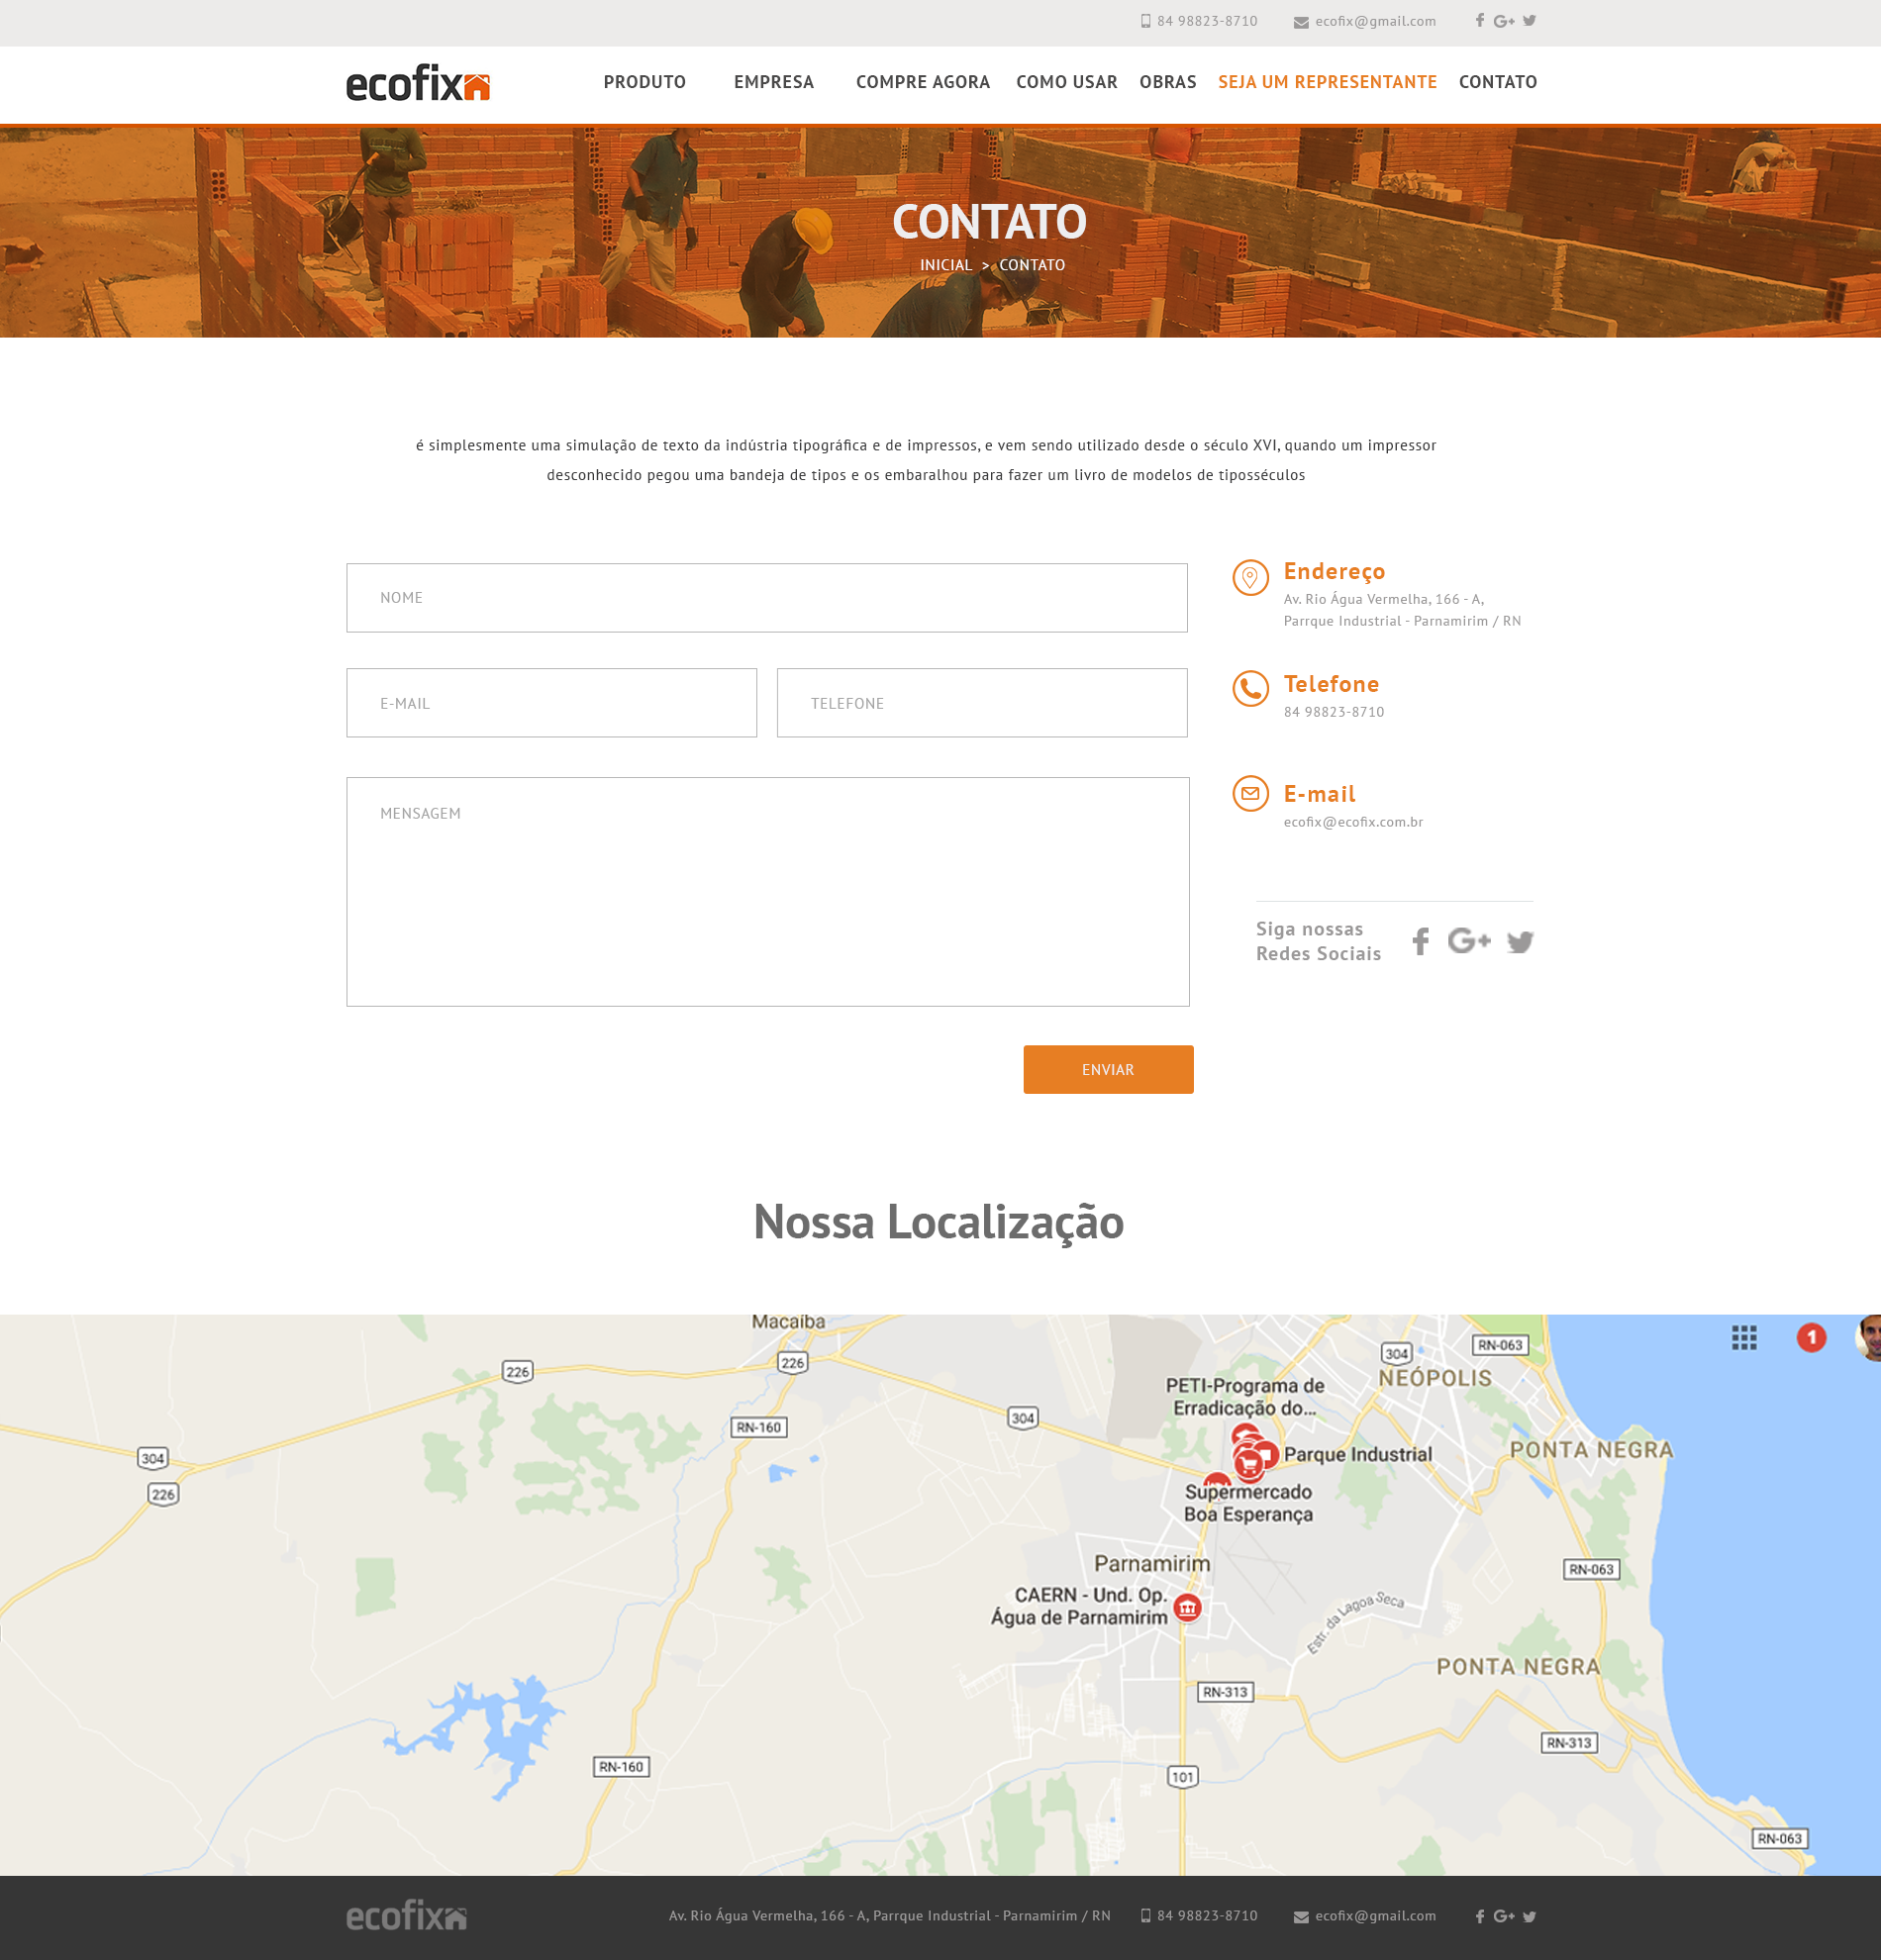 84 98823-8710 ecofix@gmail.com f G+
ecofix
PRODUTO EMPRESA COMPRE AGORA COMO USAR OBRAS SEJA UM REPRESENTANTE CONTATO
CONTATO
INICIAL > CONTATO
é simplesmente uma simulação de texto da indústria tipográfica e de impressos, e vem sendo utilizado desde o século XVI, quando um impressor
desconhecido pegou uma bandeja de tipos e os embaralhou para fazer um livro de modelos de tiposséculos
NOME
E-MAIL
TELEFONE
MENSAGEM
ENVIAR
Endereço
Av. Rio Água Vermelha, 166 - A,
Parrque Industrial - Parnamirim / RN
Telefone
84 98823-8710
E-mail
ecofix@ecofix.com.br
Siga nossas
Redes Sociais
f G+
Nossa Localização
Macaíba
226
226
304
RN-063
1
NEÓPOLIS
PETI-Programa de
Erradicação do...
304
RN-160
304
226
Parque Industrial
PONTA NEGRA
Supermercado
Boa Esperança
Parnamirim
RN-063
CAERN - Und. Op.
Água de Parnamirim
Estr. da Lagoa Seca
PONTA NEGRA
RN-313
RN-313
RN-160
101
RN-063
ecofix
Av. Rio Água Vermelha, 166 - A, Parrque Industrial - Parnamirim / RN 84 98823-8710 ecofix@gmail.com f G+